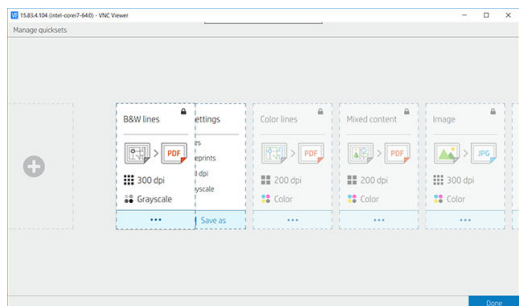 15.83.4.104 (intel-corei7-64:0) - VNC Viewer
Manage quicksets
B&W lines
PDF
300 dpi
Grayscale
...
ettings
eprints
dpi
yscale
Save as
Color lines
PDF
200 dpi
Color
...
Mixed content
PDF
200 dpi
Color
...
Image
JPG
300 dpi
Color
...
Done